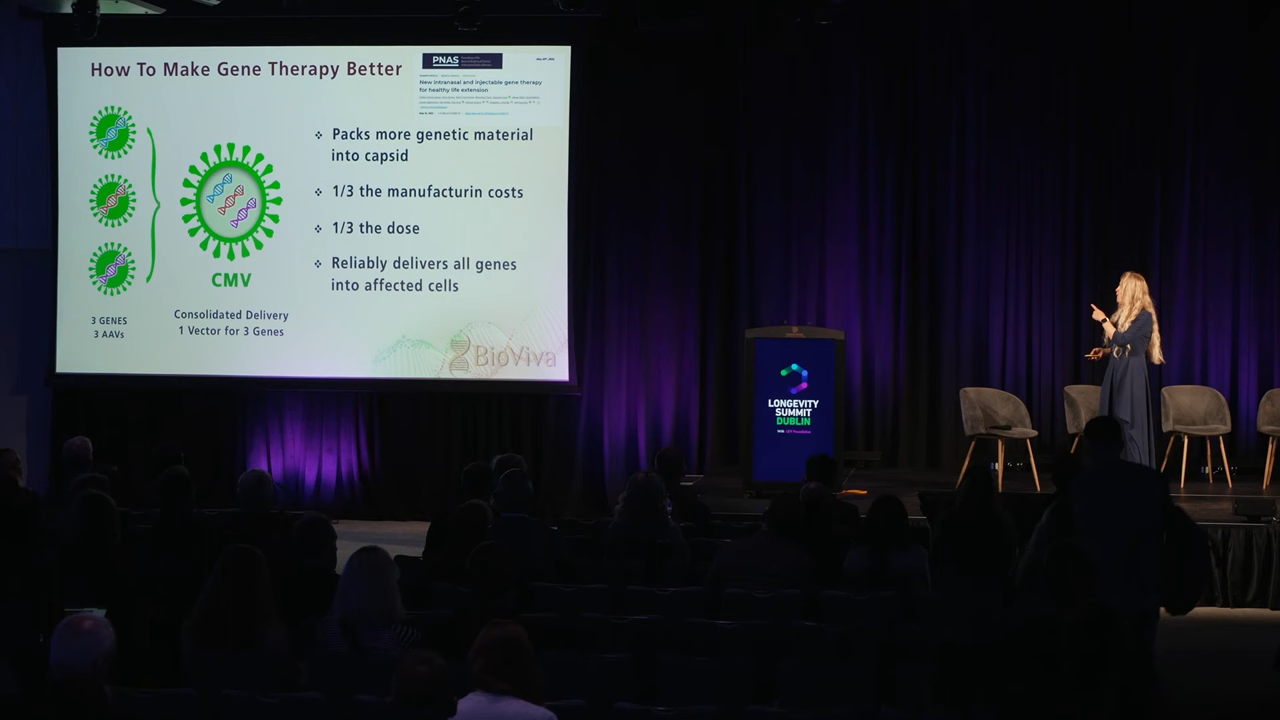 How To Make Gene Therapy Better
PNAS
New intranasal and injectable gene therapy
for healthy life extension
Packs more genetic material
into capsid
1/3 the manufacturin costs
1/3 the dose
Reliably delivers all genes
into affected cells
CMV
3 GENES
3 AAVs
Consolidated Delivery
1 Vector for 3 Genes
BioViva
LONGEVITY
SUMMIT
DUBLIN